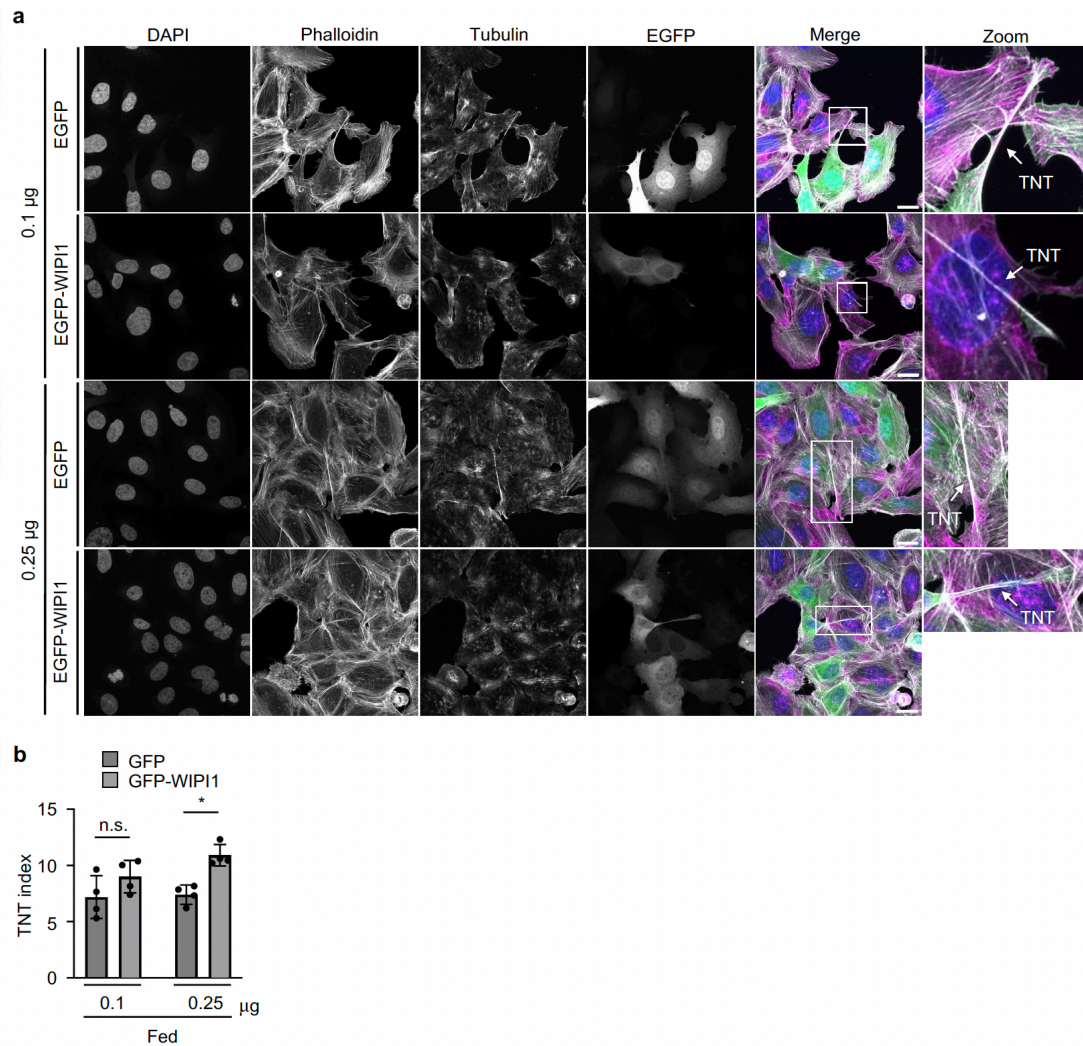 a
DAPI Phalloidin Tubulin EGFP Merge Zoom
0.1 µg
EGFP
TNT
EGFP-WIPI1
TNT
0.25 µg
EGFP
TNT
EGFP-WIPI1
TNT
b
GFP
GFP-WIPI1
TNT index
15
10
5
0
n.s.
*
0.1 0.25 µg
Fed